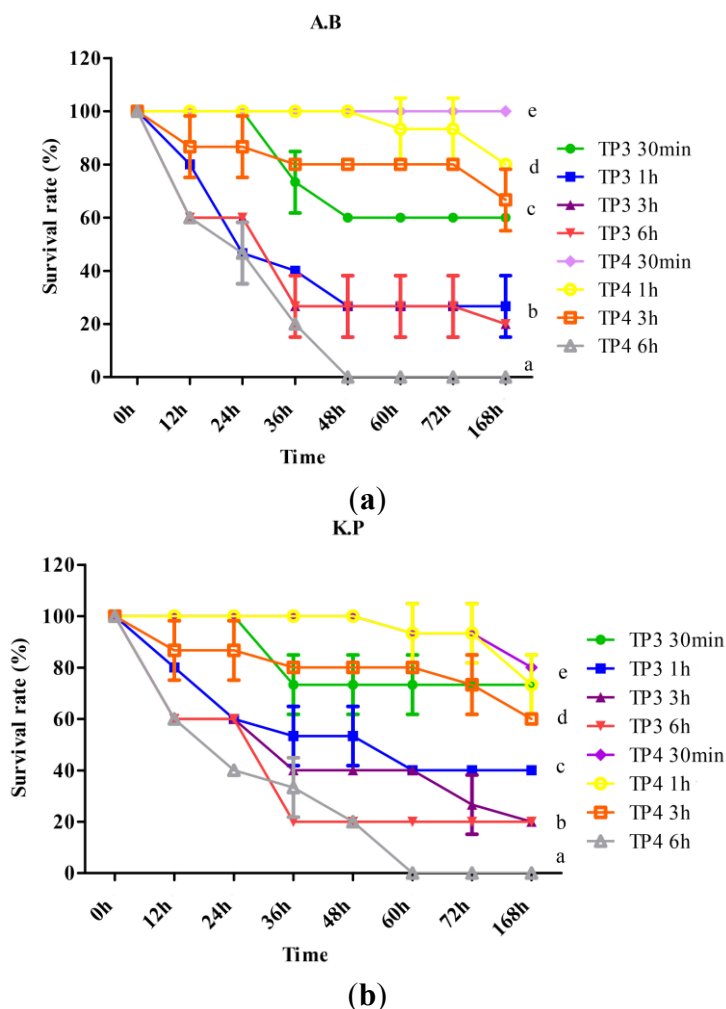 A.B
120
100
80
60
40
20
0
Survival rate (%)
e
d
c
b
a
0h
12h
24h
36h
48h
60h
72h
168h
Time
TP3 30min
TP3 1h
TP3 3h
TP3 6h
TP4 30min
TP4 1h
TP4 3h
TP4 6h
(a)
K.P
120
100
80
60
40
20
0
Survival rate (%)
e
d
c
b
a
0h
12h
24h
36h
48h
60h
72h
168h
Time
TP3 30min
TP3 1h
TP3 3h
TP3 6h
TP4 30min
TP4 1h
TP4 3h
TP4 6h
(b)